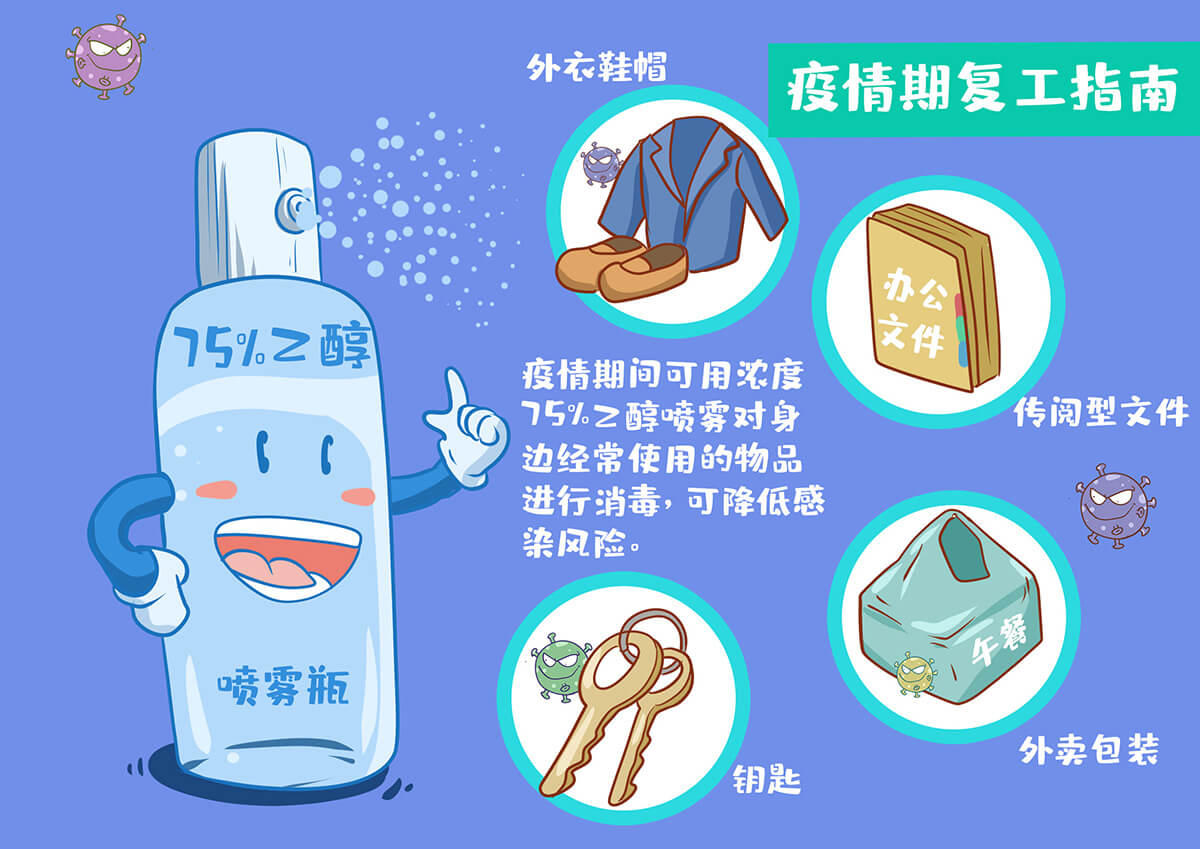 外衣鞋帽
疫情期复工指南
75%乙醇
办公
文件
传阅型文件
疫情期间可用浓度
75%乙醇喷雾对身
边经常使用的物品
进行消毒，可降低感
染风险。
喷雾瓶
午餐
外卖包装
钥匙